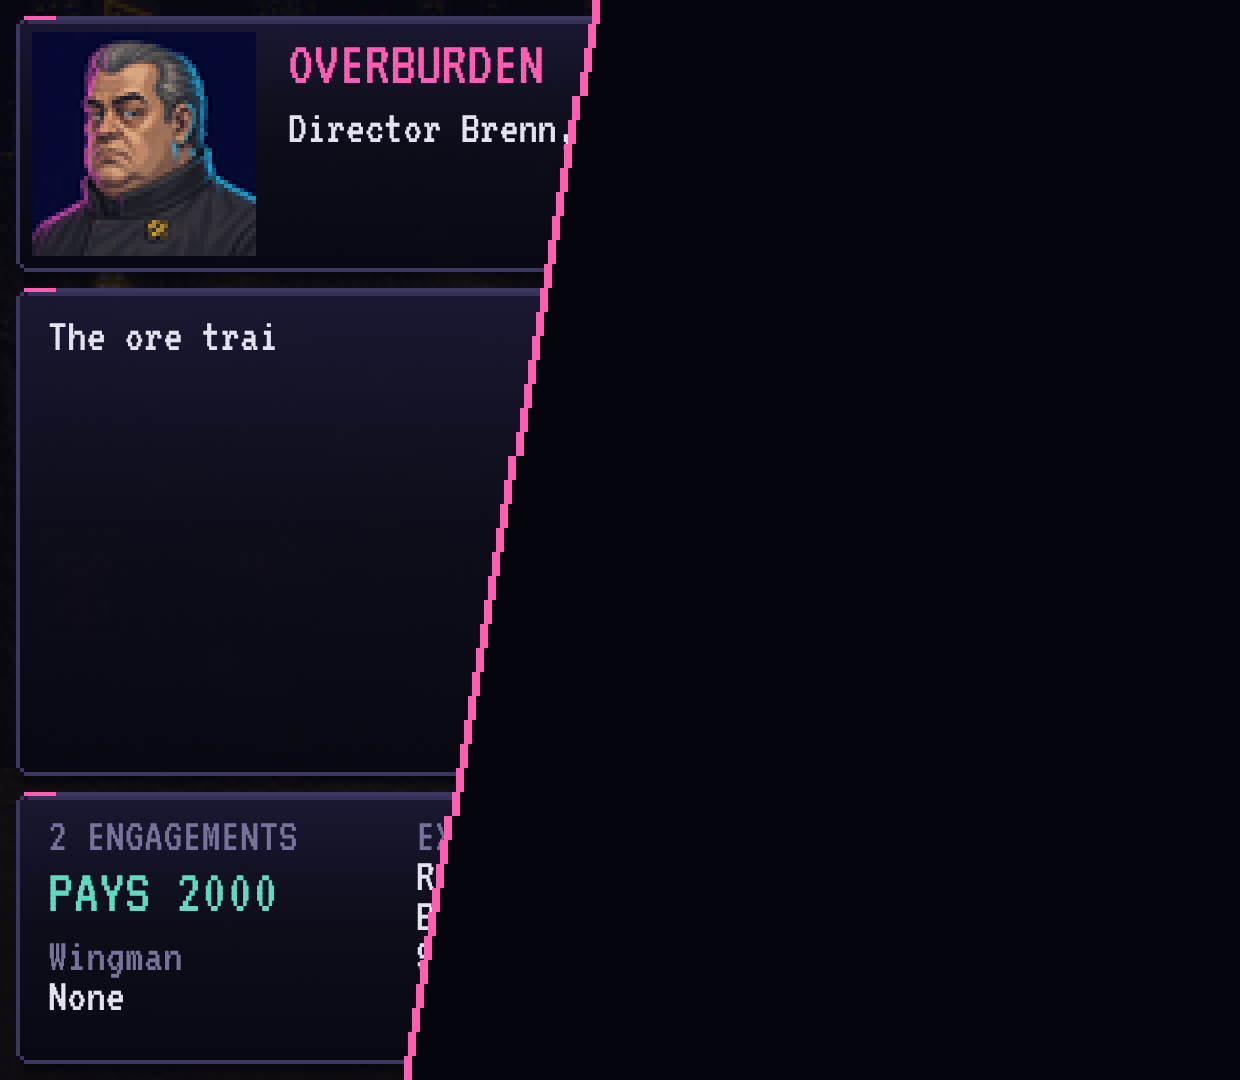 OVERBURDEN
Director Brenn,
The ore trai
2 ENGAGEMENTS
PAYS 2000
Wingman
None